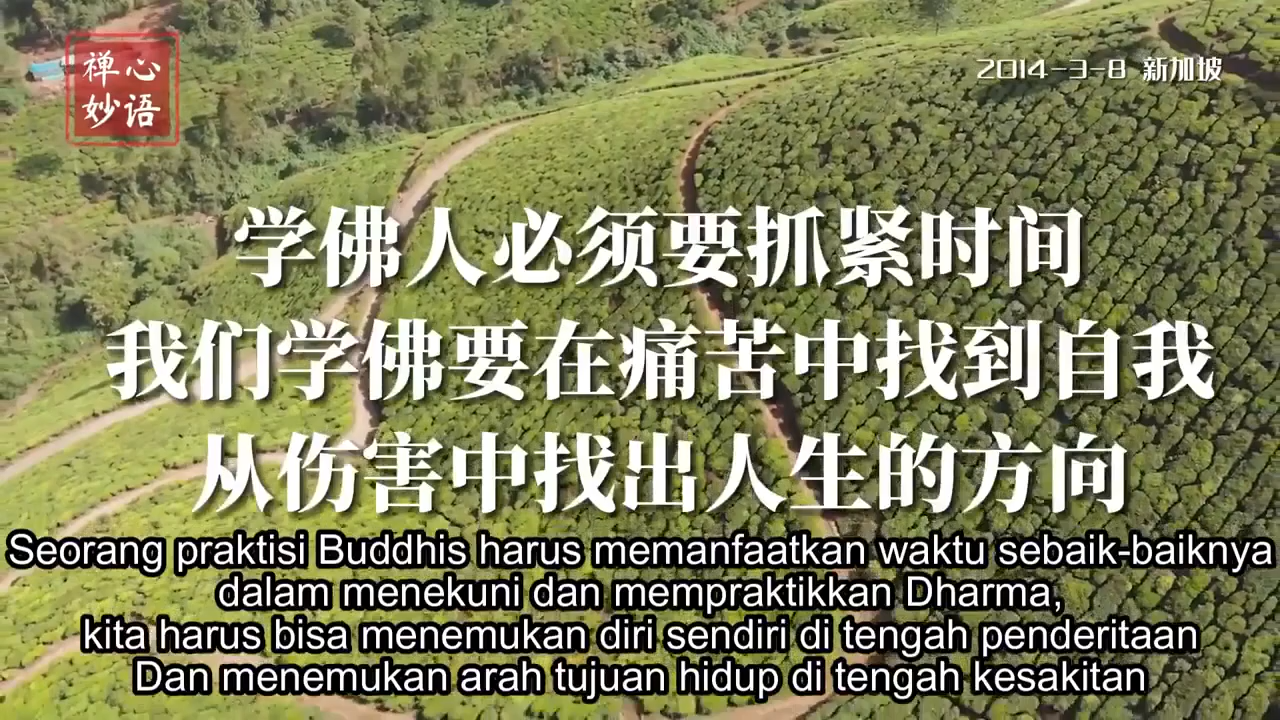 禅心
妙语
2014-3-8 新加坡
学佛人必须要抓紧时间
我们学佛要在痛苦中找到自我
从伤害中找出人生的方向
Seorang praktisi Buddhis harus memanfaatkan waktu sebaik-baiknya
dalam menekuni dan mempraktikkan Dharma,
kita harus bisa menemukan diri sendiri di tengah penderitaan
Dan menemukan arah tujuan hidup di tengah kesakitan